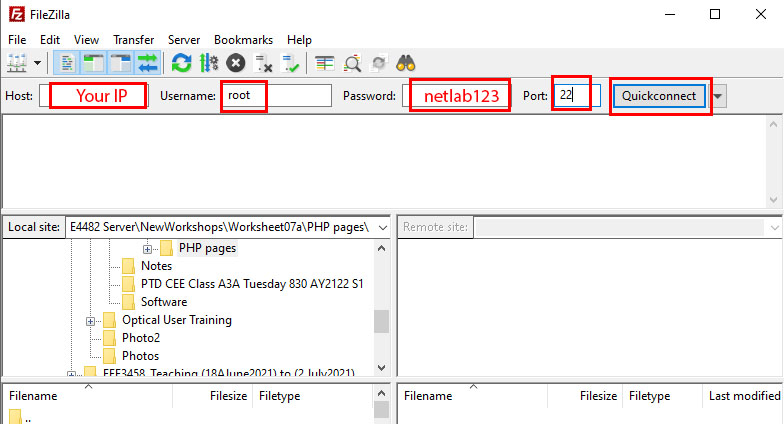 FileZilla
File Edit View Transfer Server Bookmarks Help
Host: Your IP Username: root Password: netlab123 Port: 22 Quickconnect
Local site: E4482 Server\NewWorkshops\Worksheet07a\PHP pages\ Remote site:
PHP pages
Notes
PTD CEE Class A3A Tuesday 830 AY2122 S1
Software
Optical User Training
Photo2
Photos
EEE3458 Teaching (18AJune2021) to (2 July2021)
Filename Filesize Filetype Filename Filesize Filetype Last modified
..